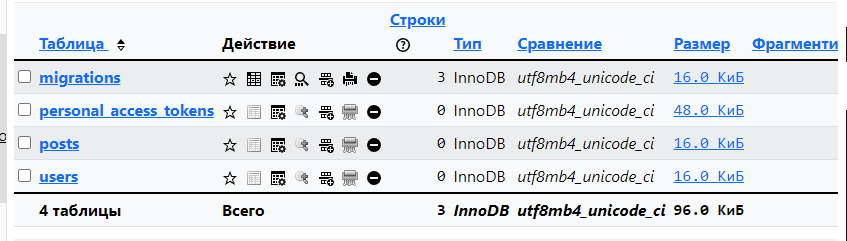 Строки
Таблица Действие Тип Сравнение Размер Фрагменти
migrations 3 InnoDB utf8mb4_unicode_ci 16.0 КиБ
personal_access_tokens 0 InnoDB utf8mb4_unicode_ci 48.0 КиБ
posts 0 InnoDB utf8mb4_unicode_ci 16.0 КиБ
users 0 InnoDB utf8mb4_unicode_ci 16.0 КиБ
4 таблицы Всего 3 InnoDB utf8mb4_unicode_ci 96.0 КиБ